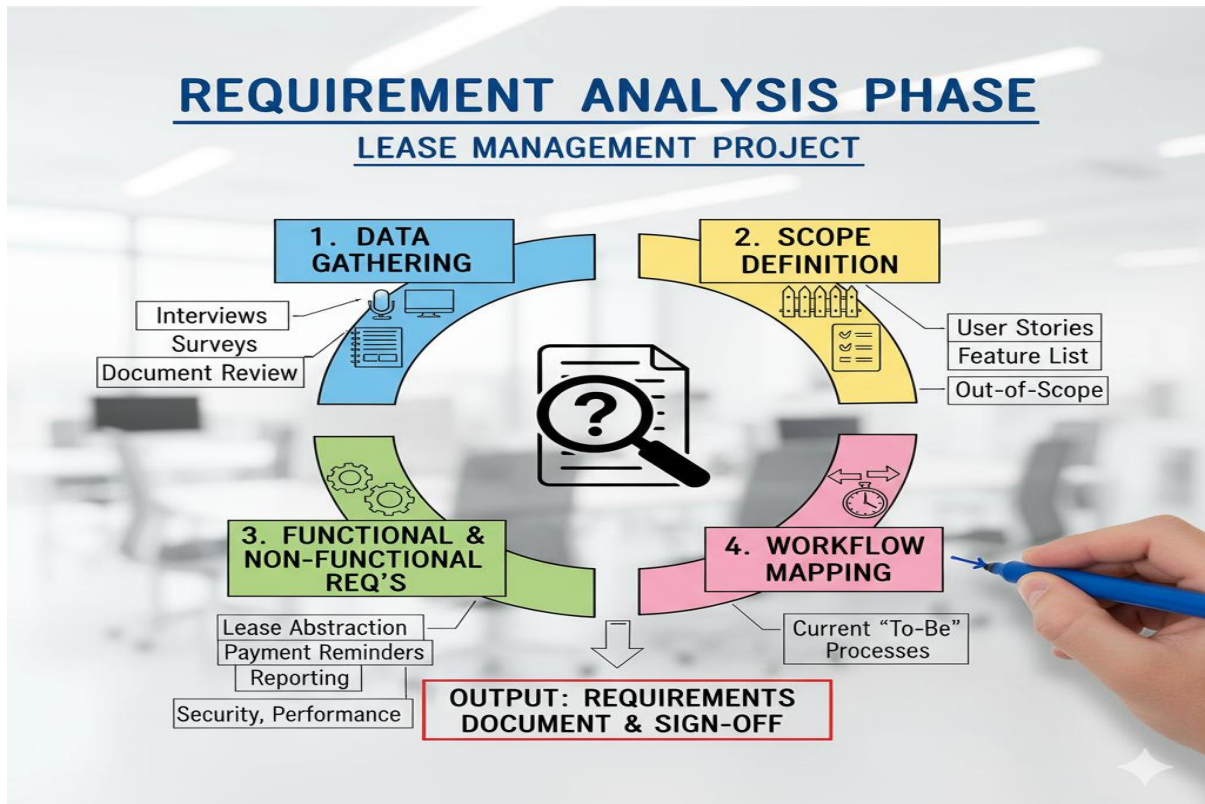 REQUIREMENT ANALYSIS PHASE
LEASE MANAGEMENT PROJECT
1. DATA
GATHERING
Interviews
Surveys
Document Review
2. SCOPE
DEFINITION
User Stories
Feature List
Out-of-Scope
?
3. FUNCTIONAL &
NON-FUNCTIONAL
REQ'S
Lease Abstraction
Payment Reminders
Reporting
Security, Performance
4. WORKFLOW
MAPPING
Current "To-Be"
Processes
OUTPUT: REQUIREMENTS
DOCUMENT & SIGN-OFF